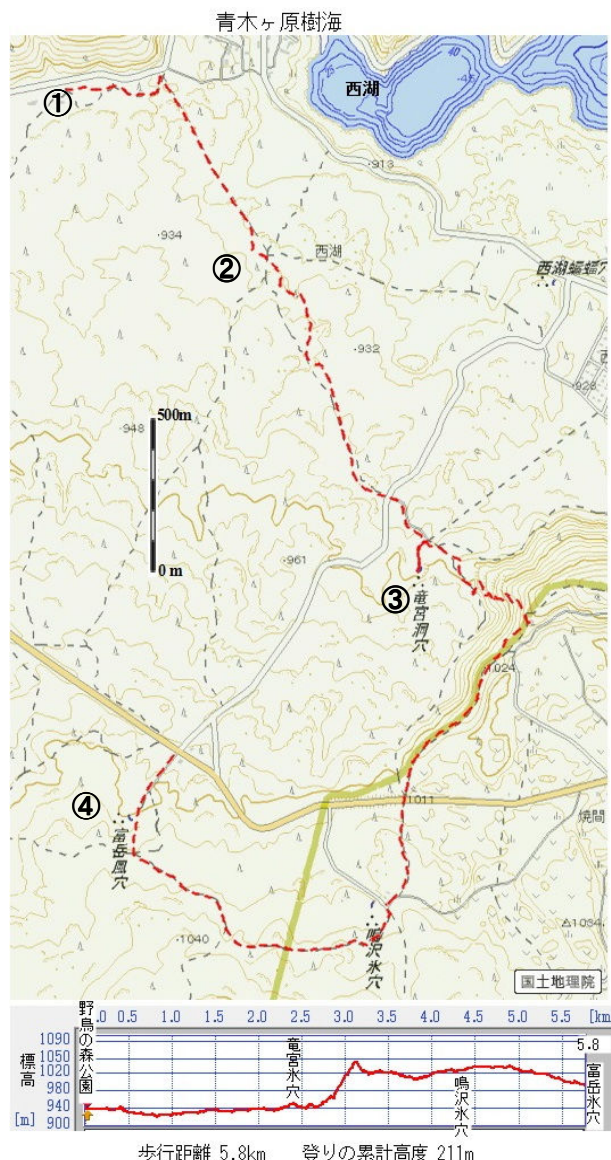 青木ヶ原樹海
西湖
①
913
934
②
西湖
西湖蝙蝠穴
932
928
500m
948
0 m
961
③
竜宮洞穴
1024
④
富岳風穴
1011
焼間
鳴沢氷穴
1040
1034
国土地理院
野鳥の森公園
.0 0.5 1.0 1.5 2.0 2.5 3.0 3.5 4.0 4.5 5.0 5.5 [km]
標高
[m]
1090
1050
1020
980
940
900
竜宮氷穴
鳴沢氷穴
5.8
富岳氷穴
歩行距離 5.8km 登りの累計高度 211m